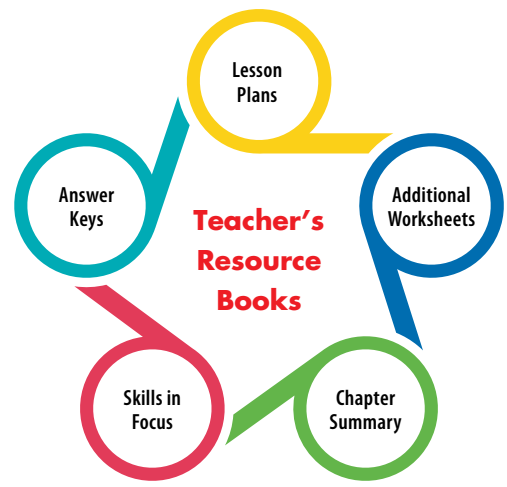 Lesson
Plans
Additional
Worksheets
Chapter
Summary
Skills in
Focus
Answer
Keys
Teacher's
Resource
Books